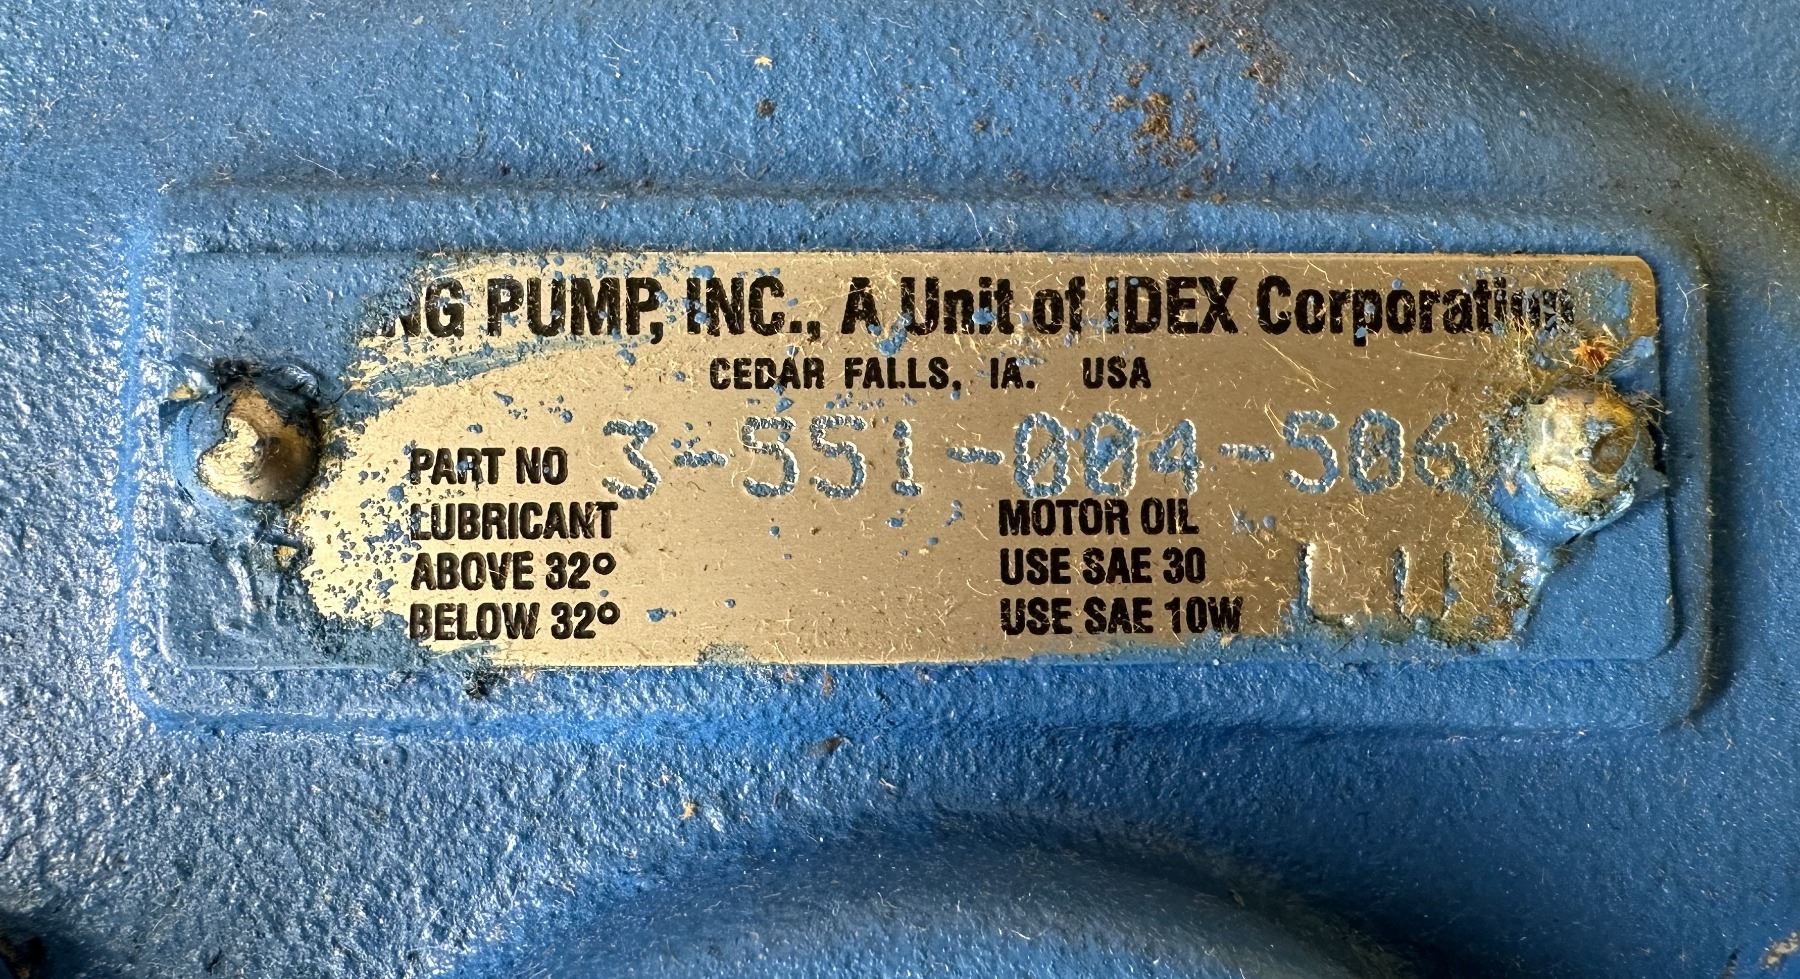 NG PUMP, INC., A Unit of IDEX Corporation
CEDAR FALLS, IA. USA
PART NO 3-551-004-506
LUBRICANT MOTOR OIL
ABOVE 32° USE SAE 30
BELOW 32° USE SAE 10W